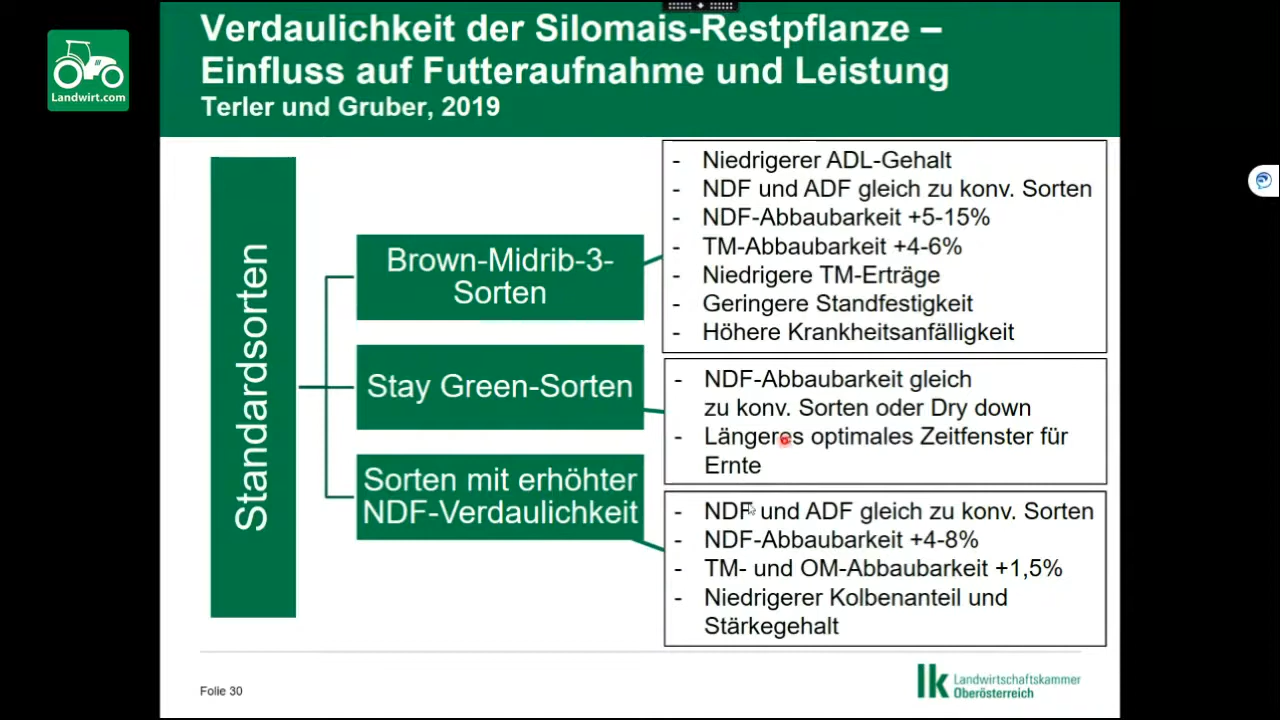 Verdaulichkeit der Silomais-Restpflanze –
Einfluss auf Futteraufnahme und Leistung
Terler und Gruber, 2019
Landwirt.com
Standardsorten
Brown-Midrib-3-
Sorten
- Niedrigerer ADL-Gehalt
- NDF und ADF gleich zu konv. Sorten
- NDF-Abbaubarkeit +5-15%
- TM-Abbaubarkeit +4-6%
- Niedrigere TM-Erträge
- Geringere Standfestigkeit
- Höhere Krankheitsanfälligkeit
Stay Green-Sorten
- NDF-Abbaubarkeit gleich
zu konv. Sorten oder Dry down
- Längeres optimales Zeitfenster für
Ernte
Sorten mit erhöhter
NDF-Verdaulichkeit
- NDF und ADF gleich zu konv. Sorten
- NDF-Abbaubarkeit +4-8%
- TM- und OM-Abbaubarkeit +1,5%
- Niedrigerer Kolbenanteil und
Stärkegehalt
Folie 30
lk Landwirtschaftskammer
Oberösterreich